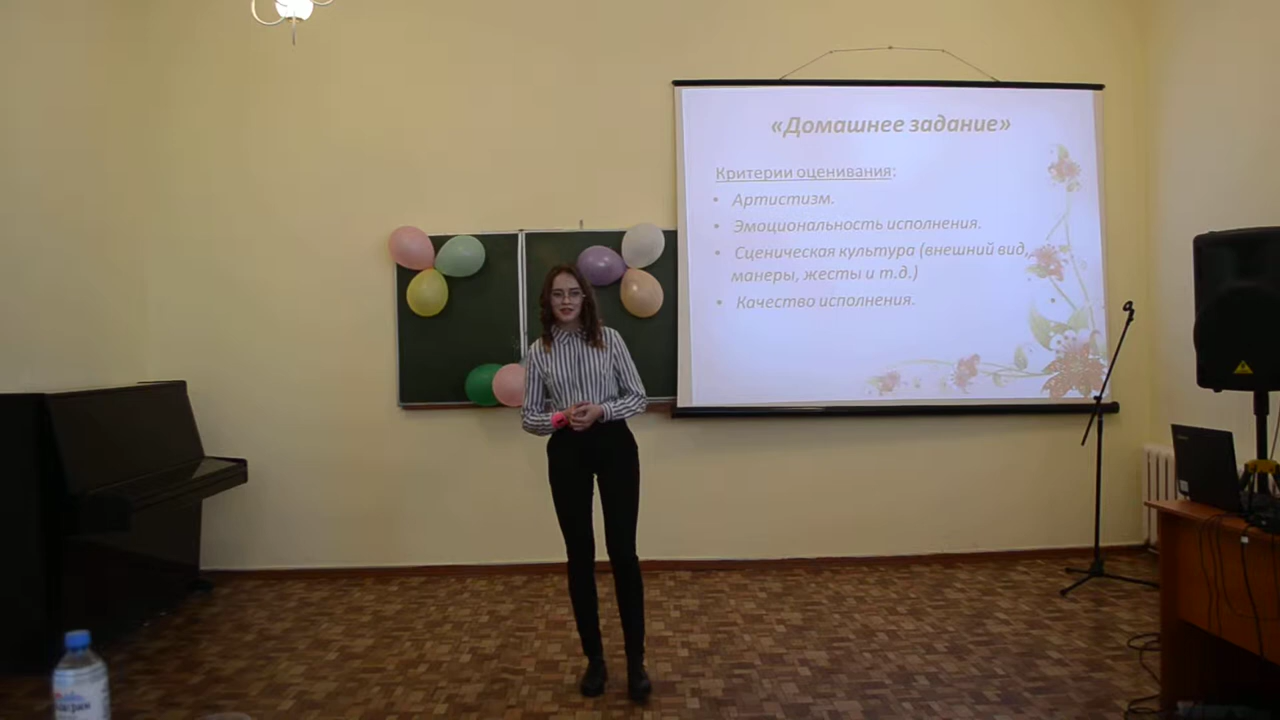 «Домашнее задание»
Критерии оценивания:
• Артистизм.
• Эмоциональность исполнения.
• Сценическая культура (внешний вид,
манеры, жесты и т.д.)
• Качество исполнения.